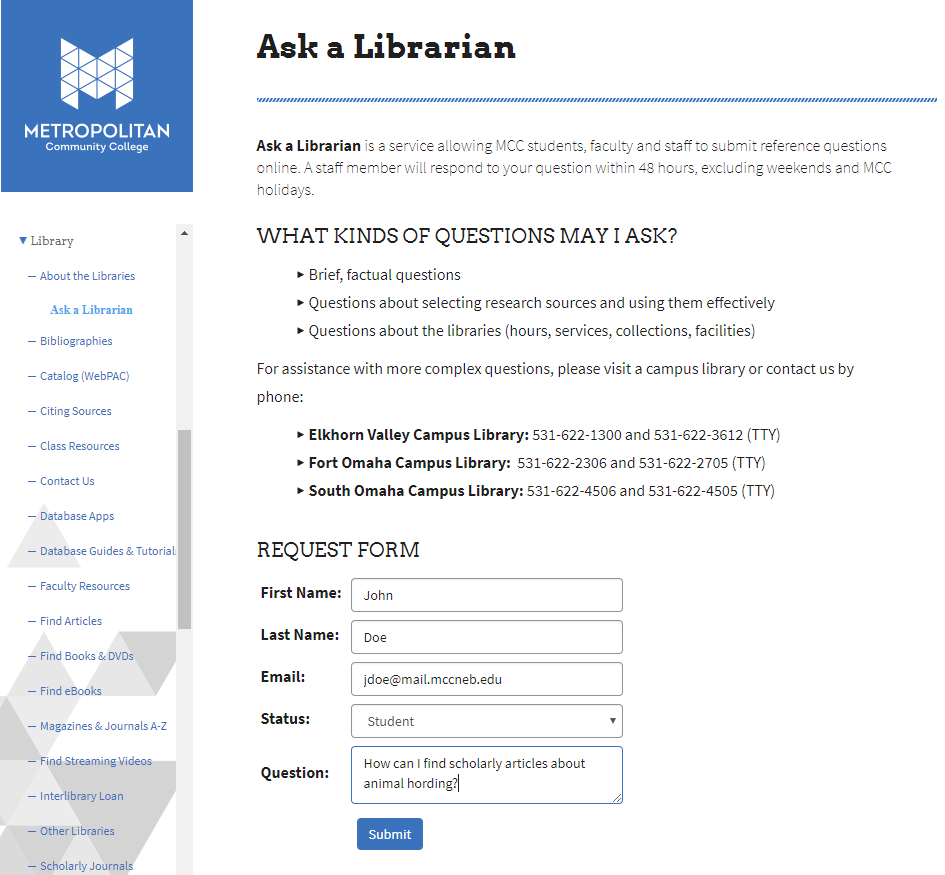 METROPOLITAN
Community College
▼ Library
— About the Libraries
Ask a Librarian
— Bibliographies
— Catalog (WebPAC)
— Citing Sources
— Class Resources
— Contact Us
— Database Apps
— Database Guides & Tutorials
— Faculty Resources
— Find Articles
— Find Books & DVDs
— Find eBooks
— Magazines & Journals A-Z
— Find Streaming Videos
— Interlibrary Loan
— Other Libraries
— Scholarly Journals
Ask a Librarian
Ask a Librarian is a service allowing MCC students, faculty and staff to submit reference questions
online. A staff member will respond to your question within 48 hours, excluding weekends and MCC
holidays.
WHAT KINDS OF QUESTIONS MAY I ASK?
▸ Brief, factual questions
▸ Questions about selecting research sources and using them effectively
▸ Questions about the libraries (hours, services, collections, facilities)
For assistance with more complex questions, please visit a campus library or contact us by
phone:
▸ Elkhorn Valley Campus Library: 531-622-1300 and 531-622-3612 (TTY)
▸ Fort Omaha Campus Library: 531-622-2306 and 531-622-2705 (TTY)
▸ South Omaha Campus Library: 531-622-4506 and 531-622-4505 (TTY)
REQUEST FORM
First Name: John
Last Name: Doe
Email: jdoe@mail.mccneb.edu
Status: Student
Question: How can I find scholarly articles about
animal hording?
Submit